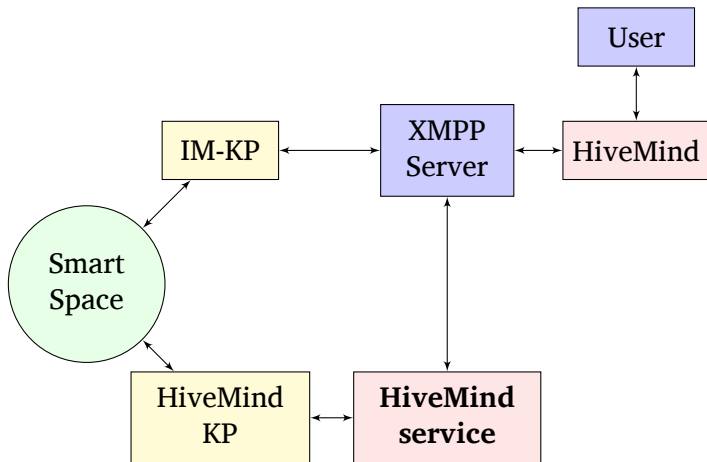 User
IM-KP
XMPP
Server
HiveMind
Smart
Space
HiveMind
KP
HiveMind
service